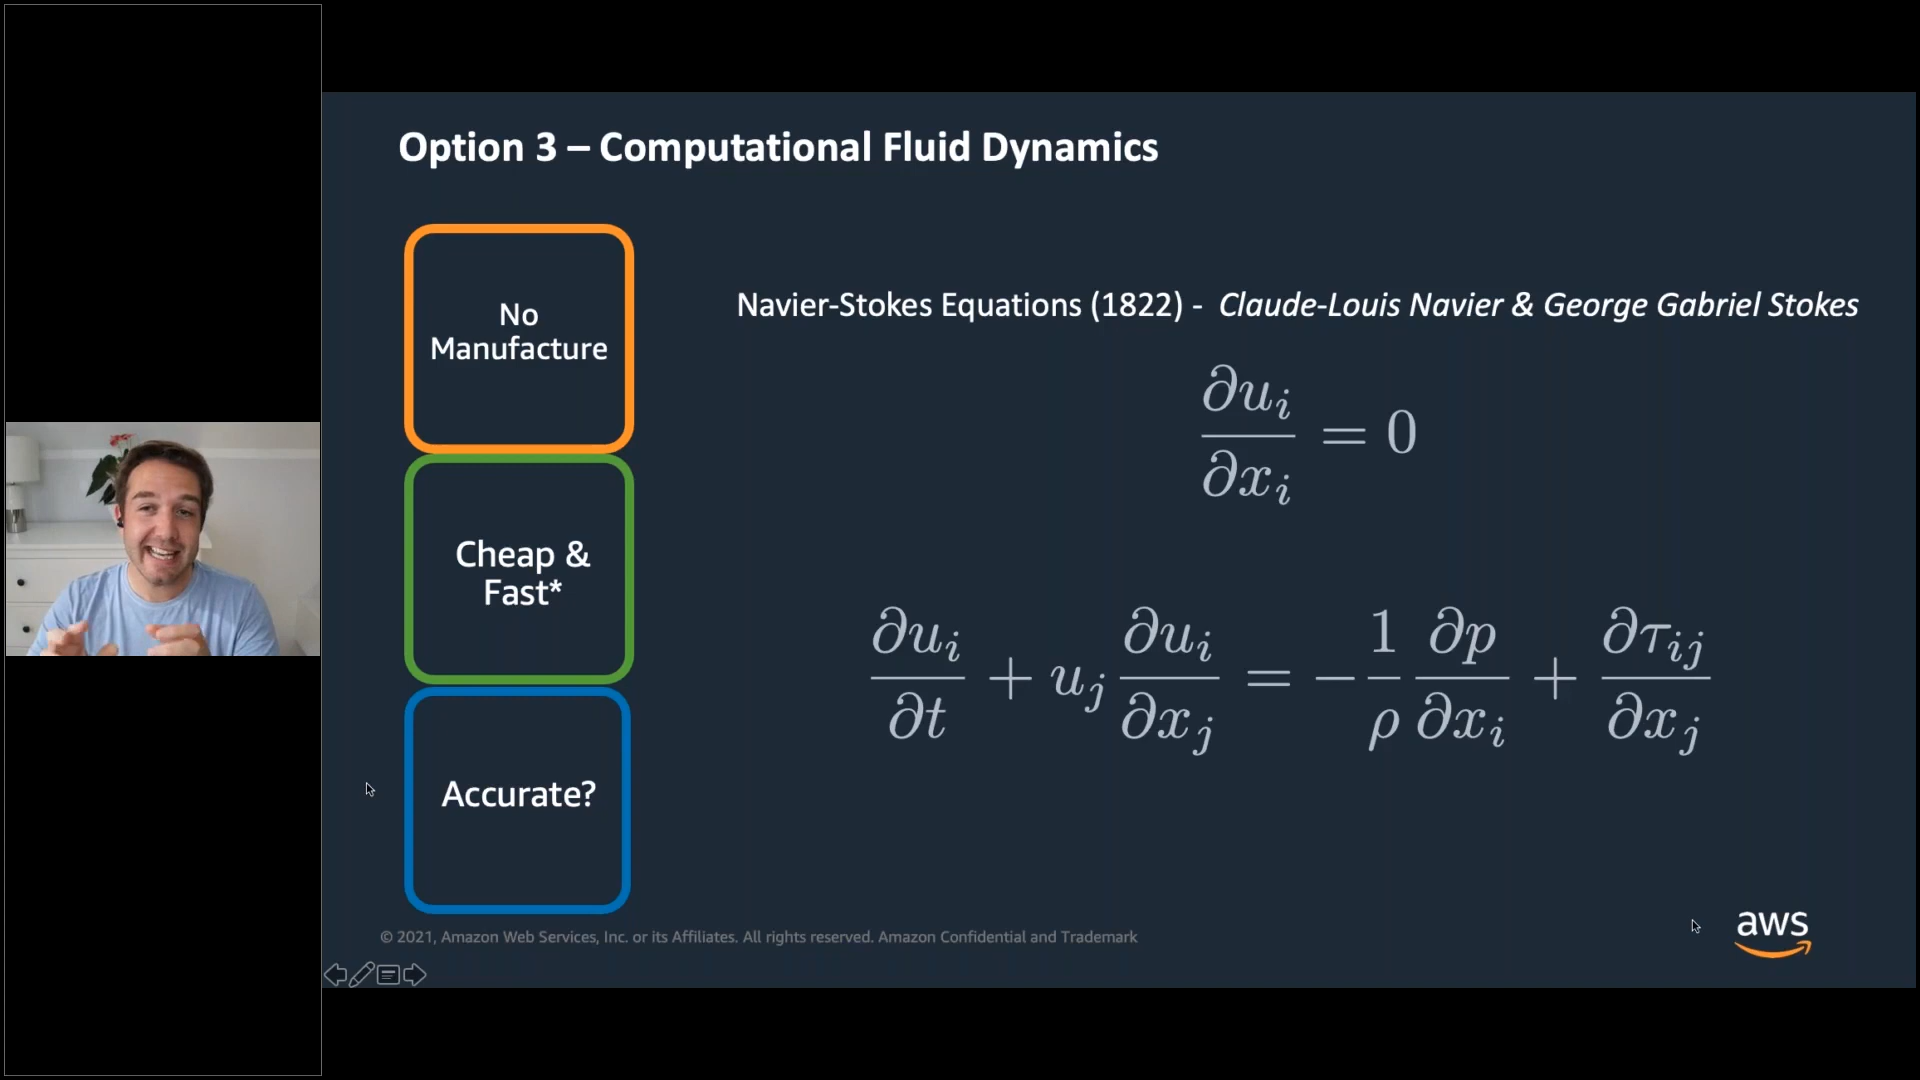 Option 3 – Computational Fluid Dynamics
No
Manufacture
Cheap &
Fast*
Accurate?
Navier-Stokes Equations (1822) - Claude-Louis Navier & George Gabriel Stokes
∂u_i/∂x_i = 0
∂u_i/∂t + u_j ∂u_i/∂x_j = − 1/ρ ∂p/∂x_i + ∂τ_ij/∂x_j
© 2021, Amazon Web Services, Inc. or its Affiliates. All rights reserved. Amazon Confidential and Trademark
aws